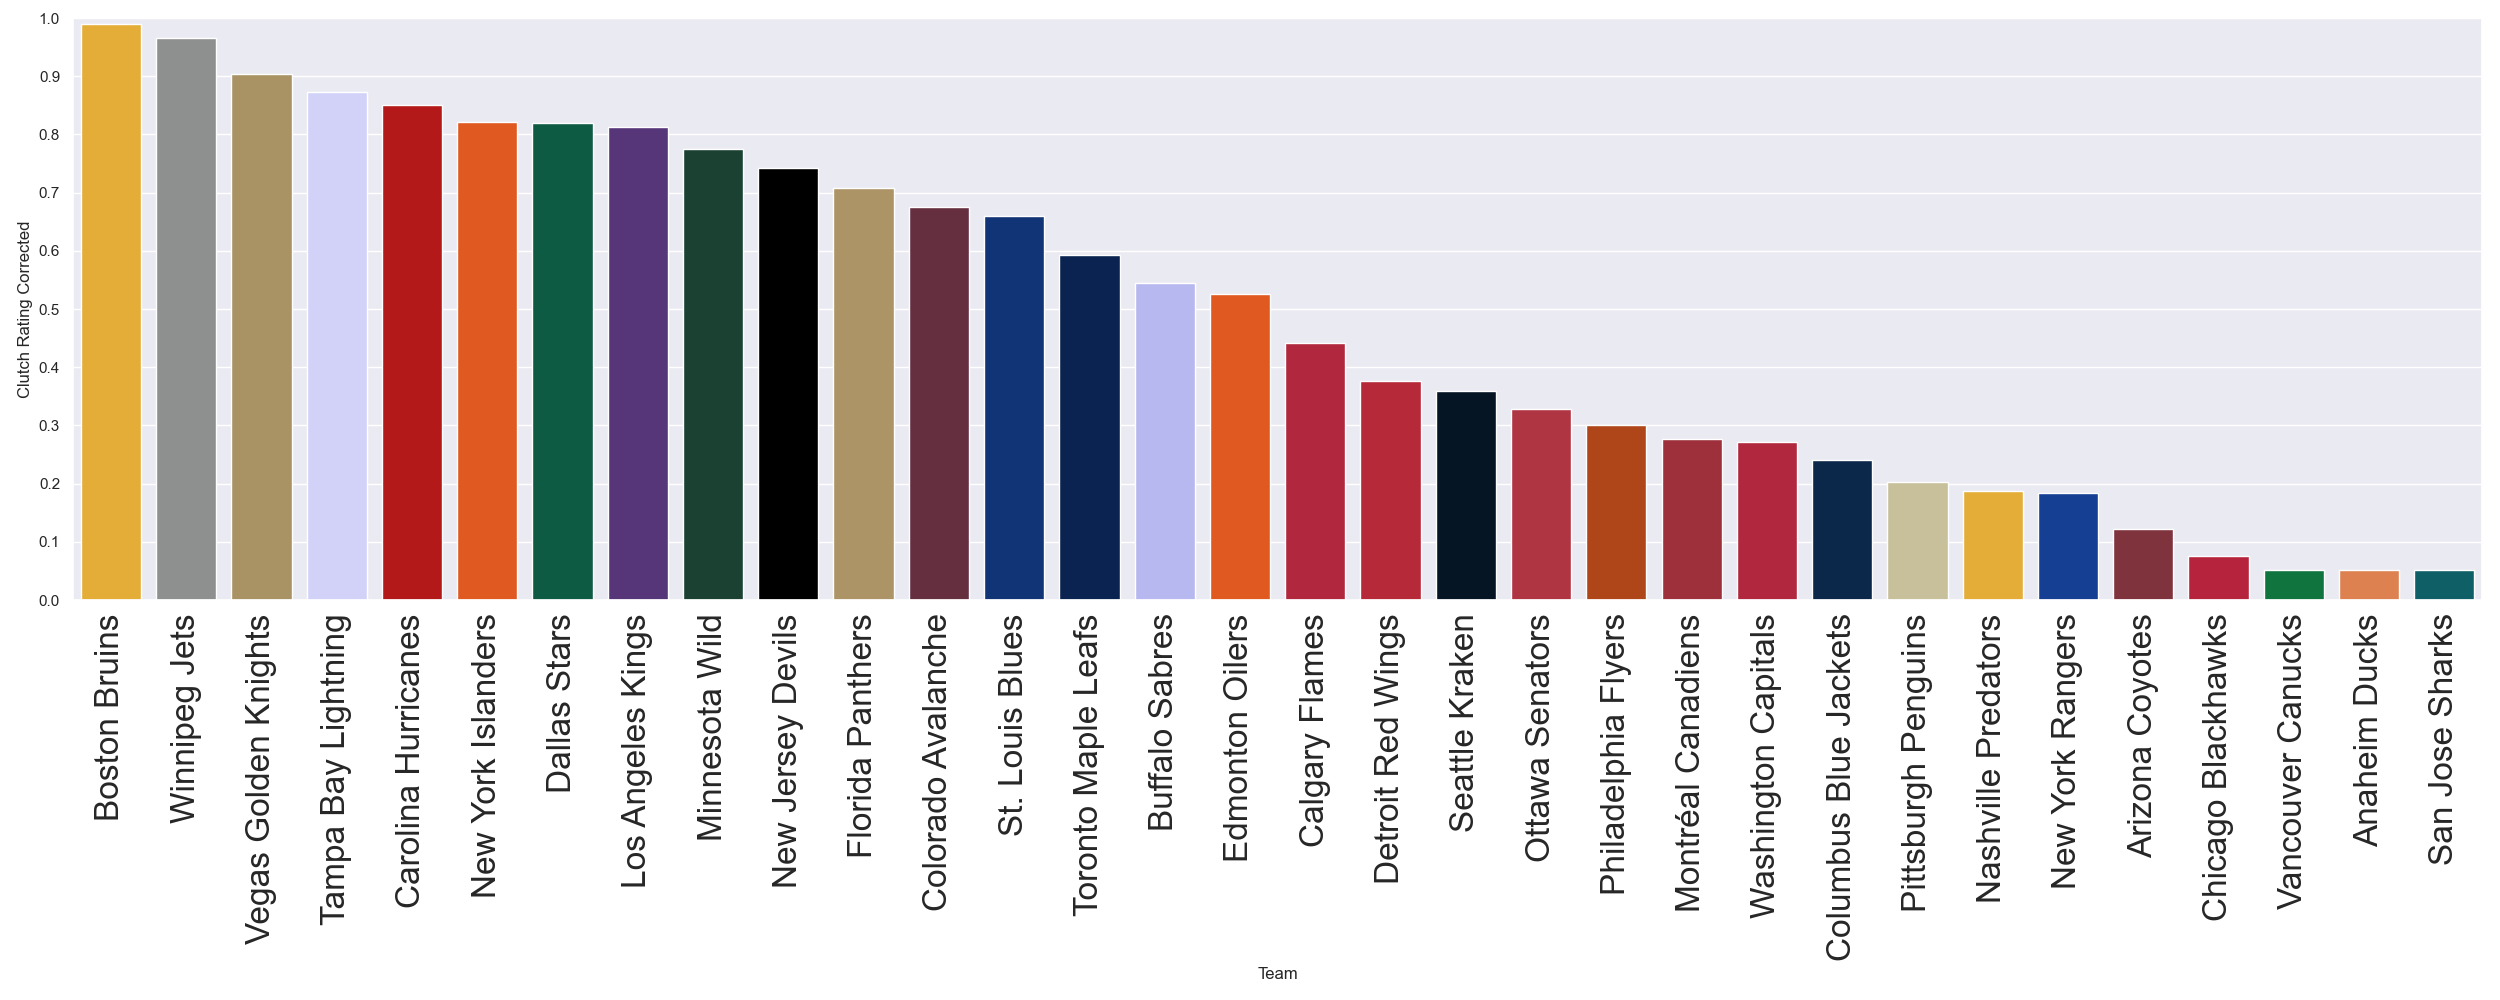 1.0
0.9
0.8
0.7
0.6
0.5
0.4
0.3
0.2
0.1
0.0
Clutch Rating Corrected
Boston Bruins
Winnipeg Jets
Vegas Golden Knights
Tampa Bay Lightning
Carolina Hurricanes
New York Islanders
Dallas Stars
Los Angeles Kings
Minnesota Wild
New Jersey Devils
Florida Panthers
Colorado Avalanche
St. Louis Blues
Toronto Maple Leafs
Buffalo Sabres
Edmonton Oilers
Calgary Flames
Detroit Red Wings
Seattle Kraken
Ottawa Senators
Philadelphia Flyers
Montréal Canadiens
Washington Capitals
Columbus Blue Jackets
Pittsburgh Penguins
Nashville Predators
New York Rangers
Arizona Coyotes
Chicago Blackhawks
Vancouver Canucks
Anaheim Ducks
San Jose Sharks
Team